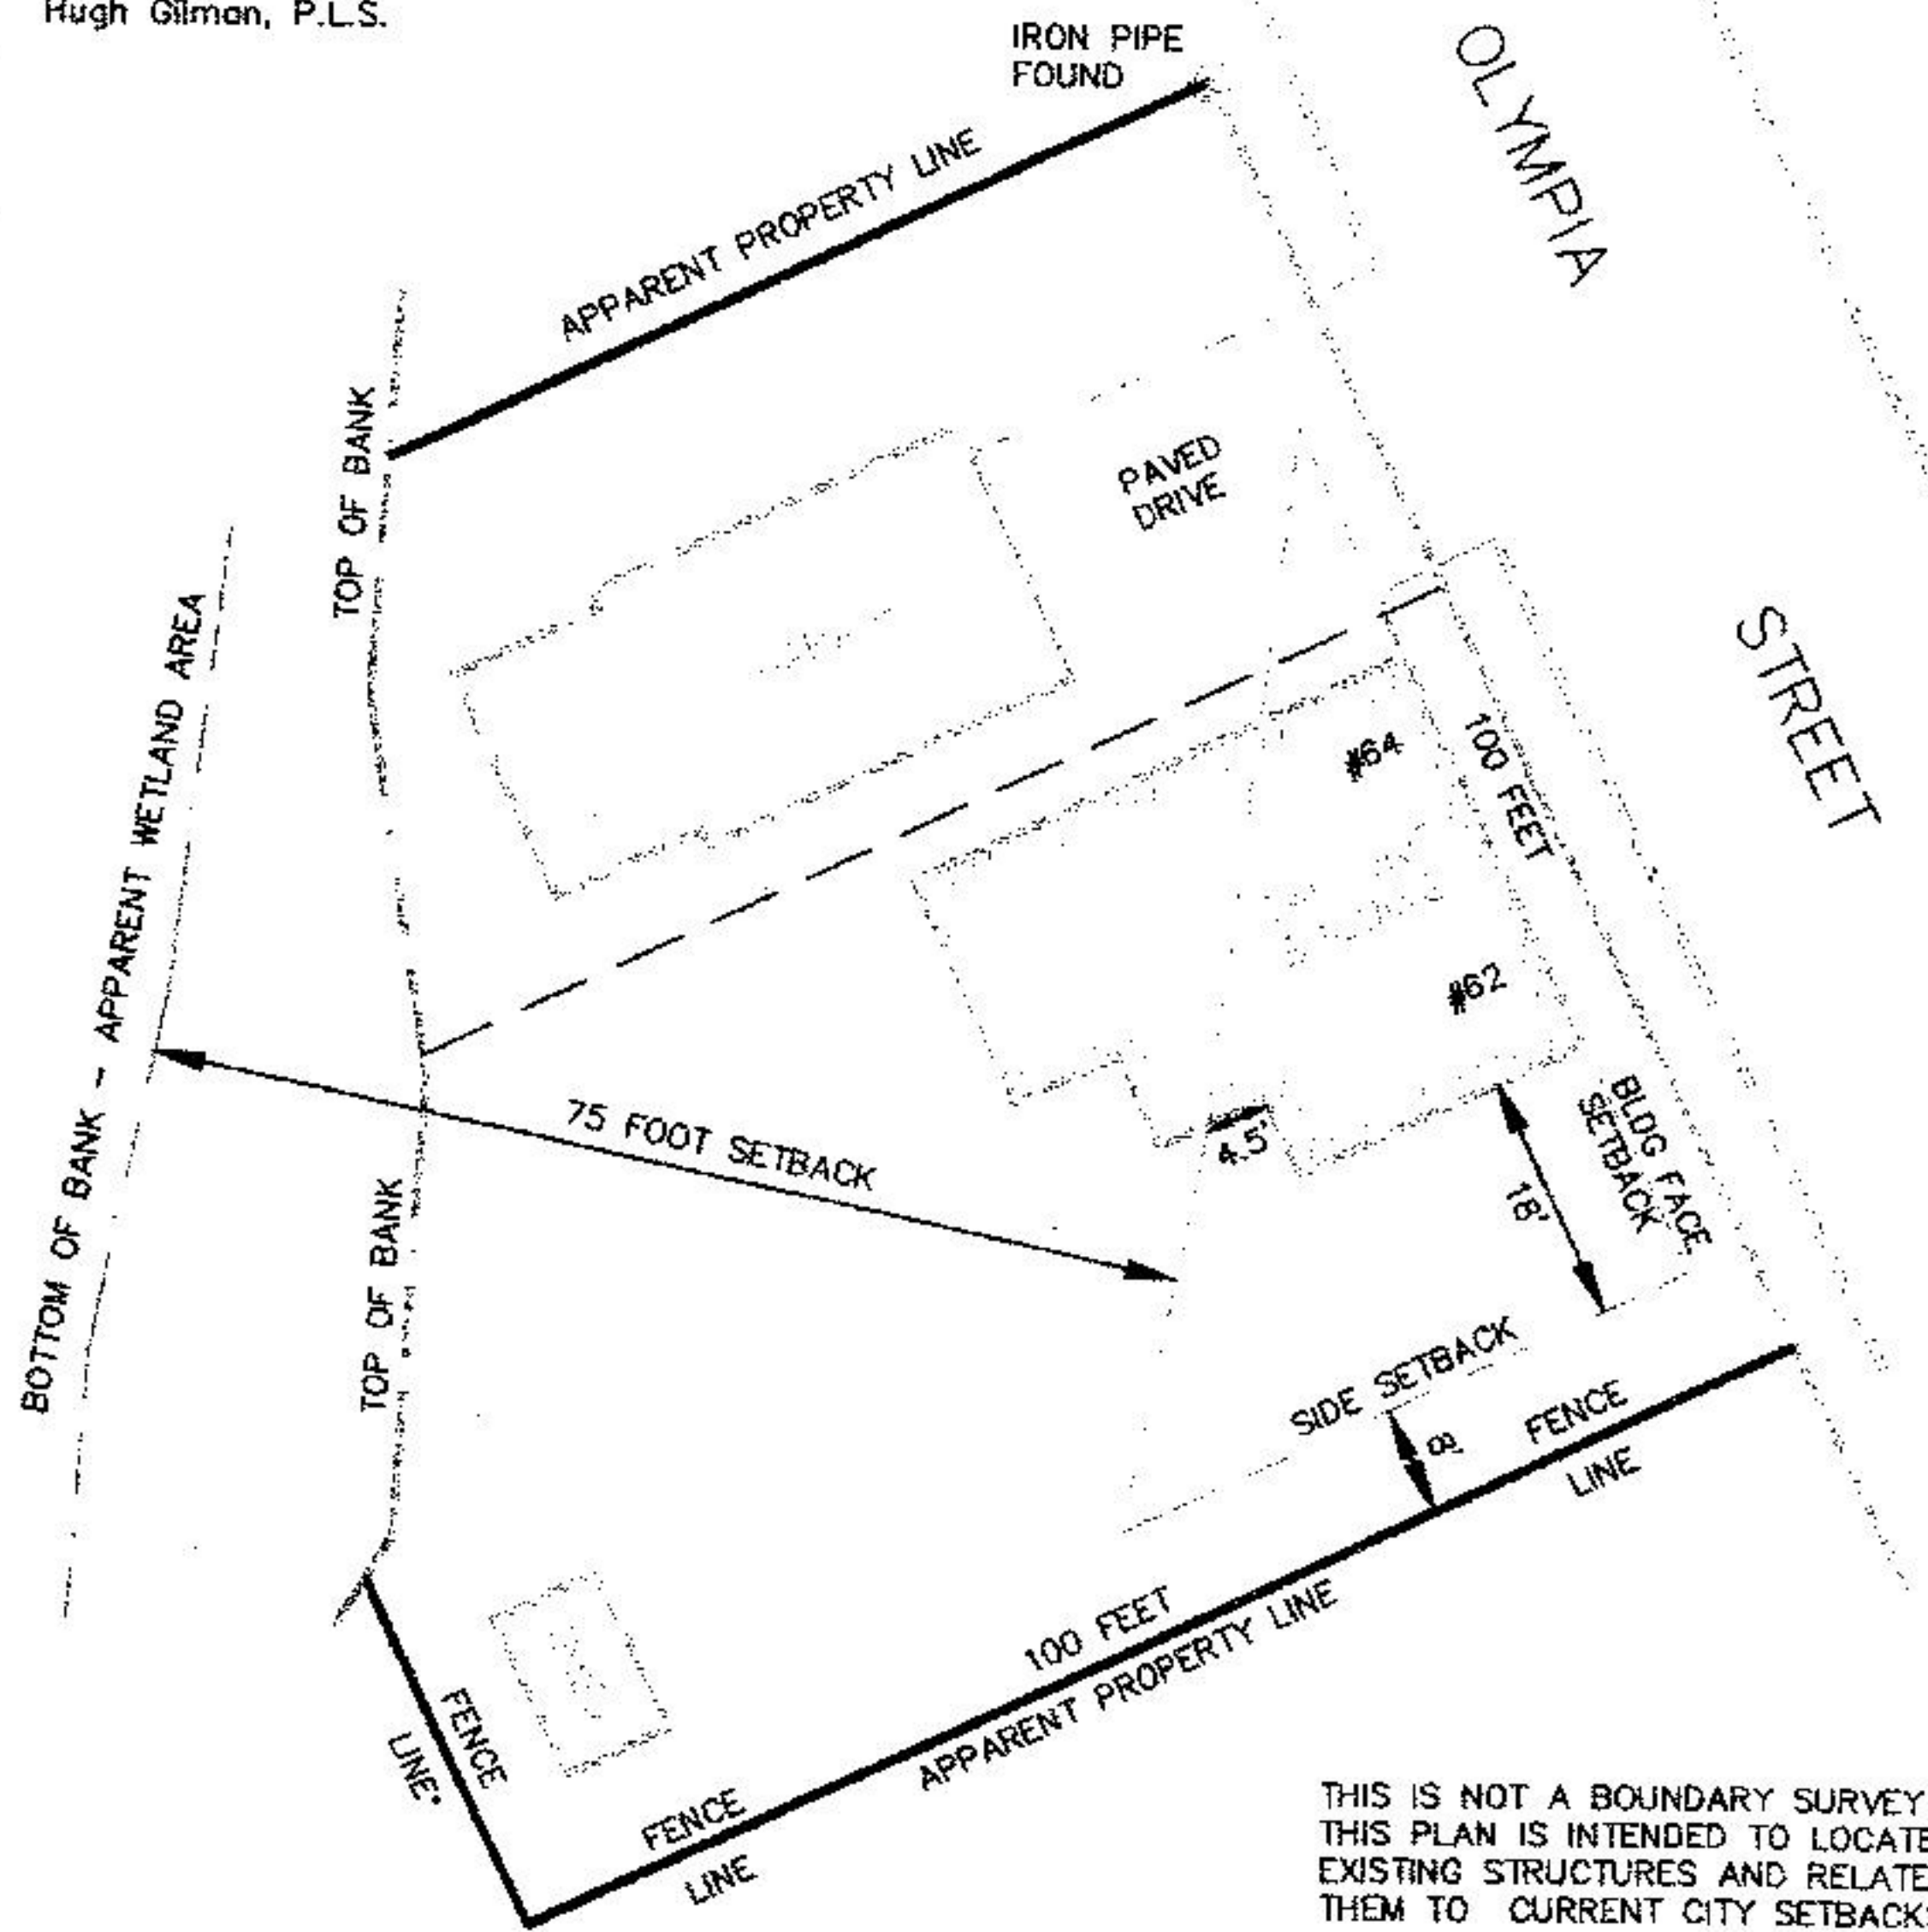 Hugh Gilman, P.L.S.
IRON PIPE
FOUND
OLYMPIA
STREET
APPARENT PROPERTY LINE
TOP OF BANK
PAVED
DRIVE
BOTTOM OF BANK - APPARENT WETLAND AREA
#64
100 FEET
#62
75 FOOT SETBACK
4.5'
BLDG FACE
SETBACK
18'
TOP OF BANK
SIDE SETBACK
8'
FENCE
LINE
100 FEET
APPARENT PROPERTY LINE
FENCE
LINE
FENCE
LINE
THIS IS NOT A BOUNDARY SURVEY
THIS PLAN IS INTENDED TO LOCATE
EXISTING STRUCTURES AND RELATE
THEM TO CURRENT CITY SETBACKS